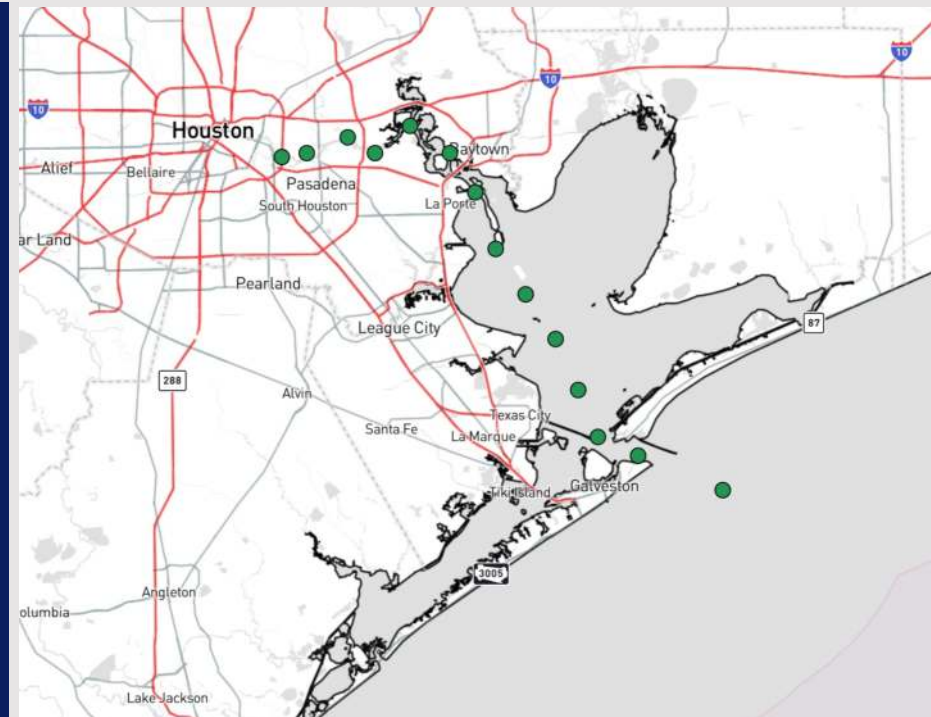 10
10
10
Houston
Baytown
Alief
Bellaire
Pasadena
South Houston
La Porte
ar Land
Pearland
League City
87
288
Alvin
Texas City
Santa Fe
La Marque
Tiki Island
Galveston
3005
Angleton
olumbia
Lake Jackson